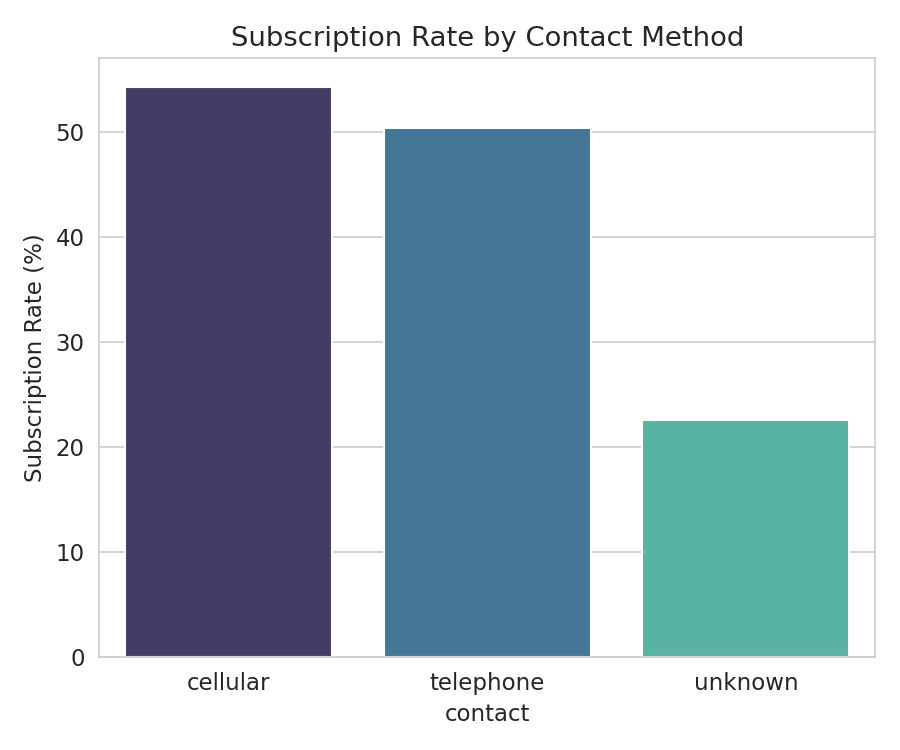 Subscription Rate by Contact Method
Subscription Rate (%)
50
40
30
20
10
0
cellular
telephone
unknown
contact